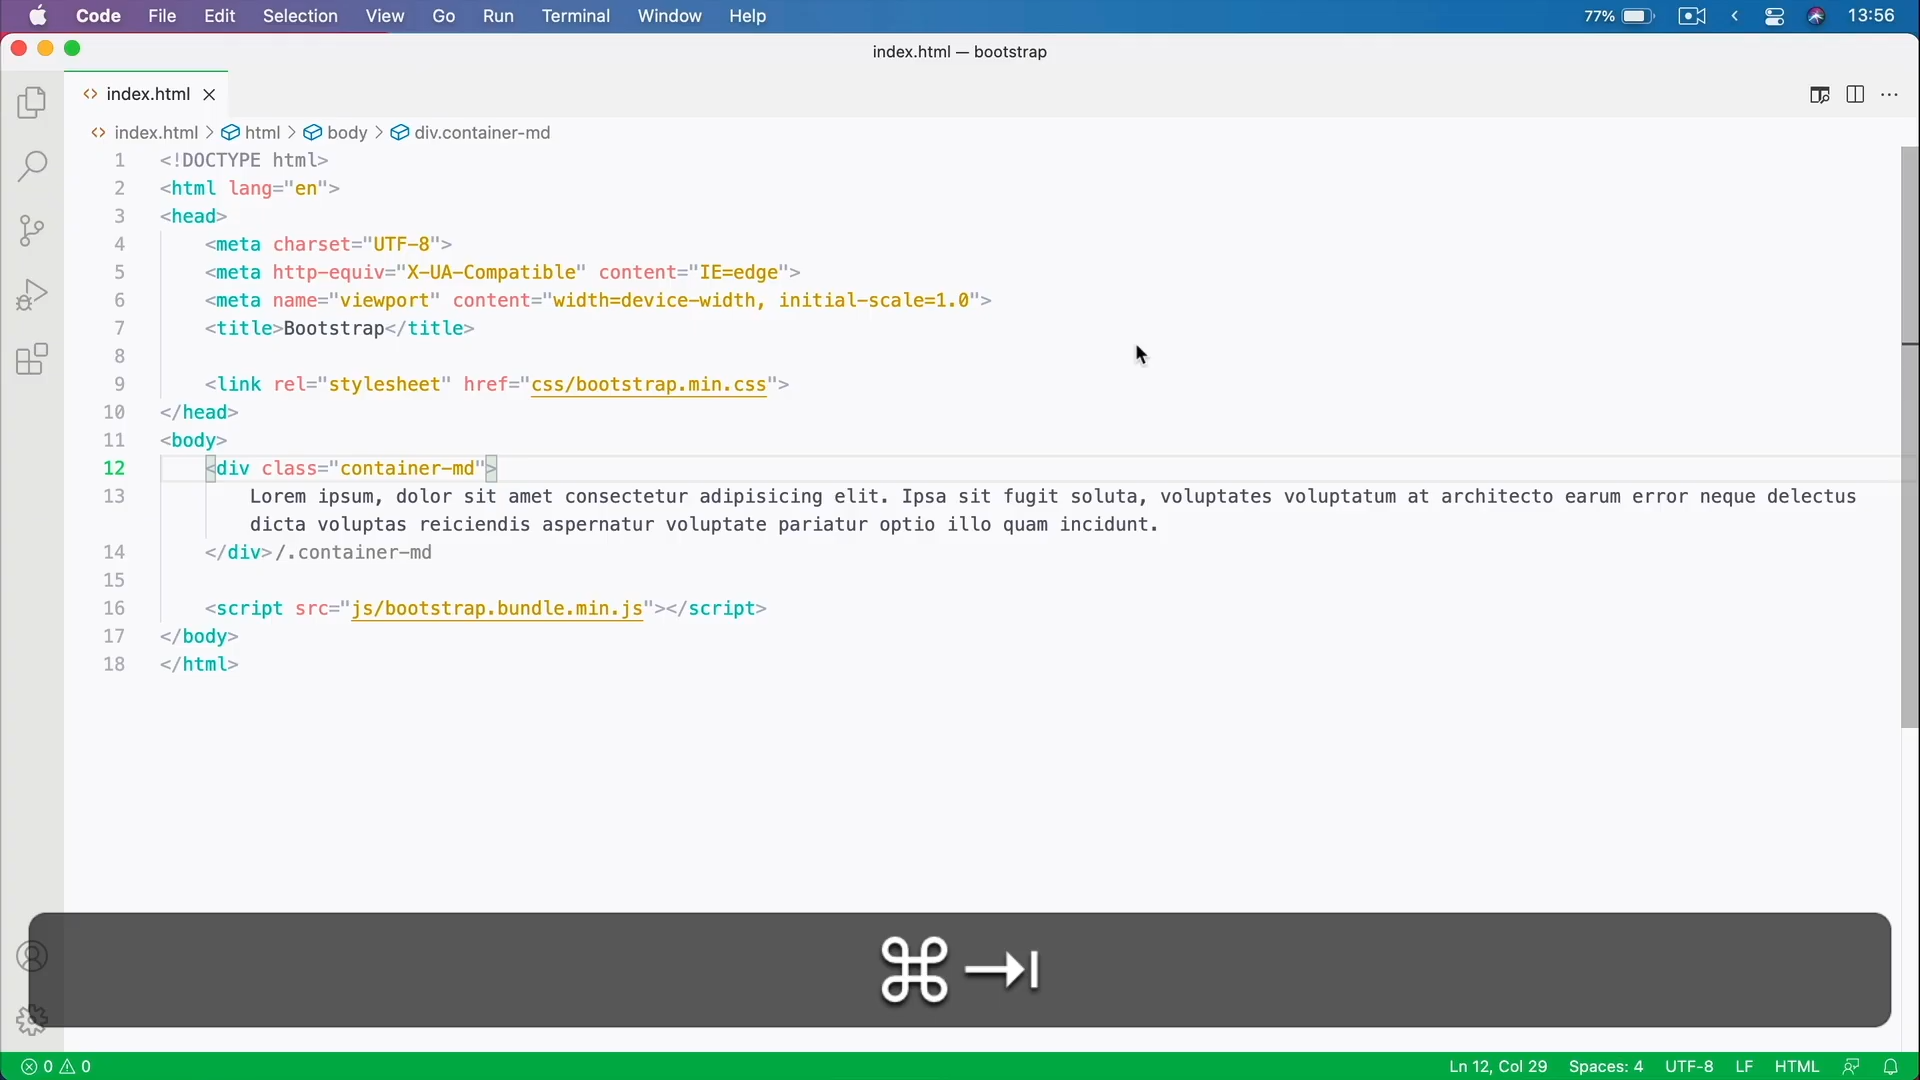 Code File Edit Selection View Go Run Terminal Window Help 77% 13:56
index.html — bootstrap
index.html
index.html > html > body > div.container-md
1 <!DOCTYPE html>
2 <html lang="en">
3 <head>
4 <meta charset="UTF-8">
5 <meta http-equiv="X-UA-Compatible" content="IE=edge">
6 <meta name="viewport" content="width=device-width, initial-scale=1.0">
7 <title>Bootstrap</title>
8
9 <link rel="stylesheet" href="css/bootstrap.min.css">
10 </head>
11 <body>
12 <div class="container-md">
13 Lorem ipsum, dolor sit amet consectetur adipisicing elit. Ipsa sit fugit soluta, voluptates voluptatum at architecto earum error neque delectus
dicta voluptas reiciendis aspernatur voluptate pariatur optio illo quam incidunt.
14 </div>/.container-md
15
16 <script src="js/bootstrap.bundle.min.js"></script>
17 </body>
18 </html>
⌘⇥
0 0 Ln 12, Col 29 Spaces: 4 UTF-8 LF HTML